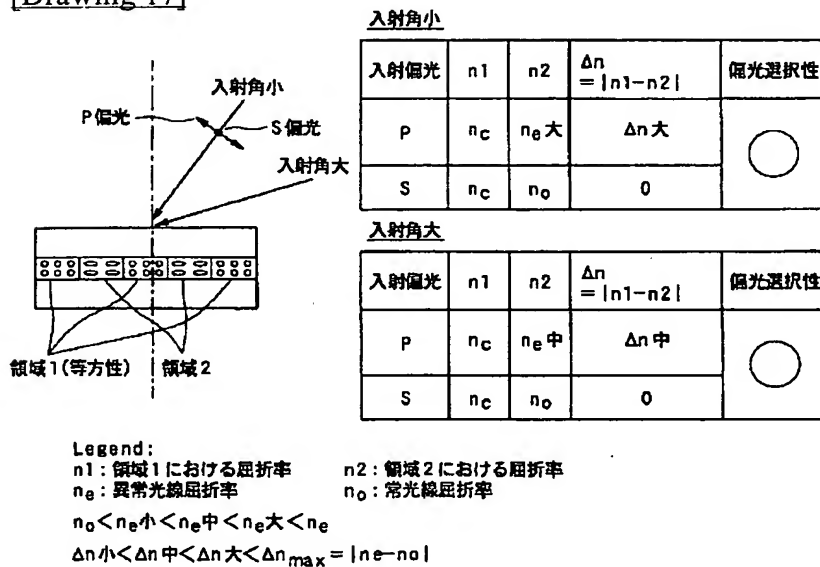 [Drawing 17]
入射角小
P偏光
S偏光
入射角大
領域1(等方性)
領域2
入射角小
入射偏光 n1 n2 Δn =|n1-n2| 偏光選択性
P nc ne大 Δn大 ○
S nc no 0
入射角大
入射偏光 n1 n2 Δn =|n1-n2| 偏光選択性
P nc ne中 Δn中 ○
S nc no 0
Legend:
n1:領域1における屈折率 n2:領域2における屈折率
ne:異常光線屈折率 no:常光線屈折率
no<ne小<ne中<ne大<ne
Δn小<Δn中<Δn大<Δnmax=|ne-no|